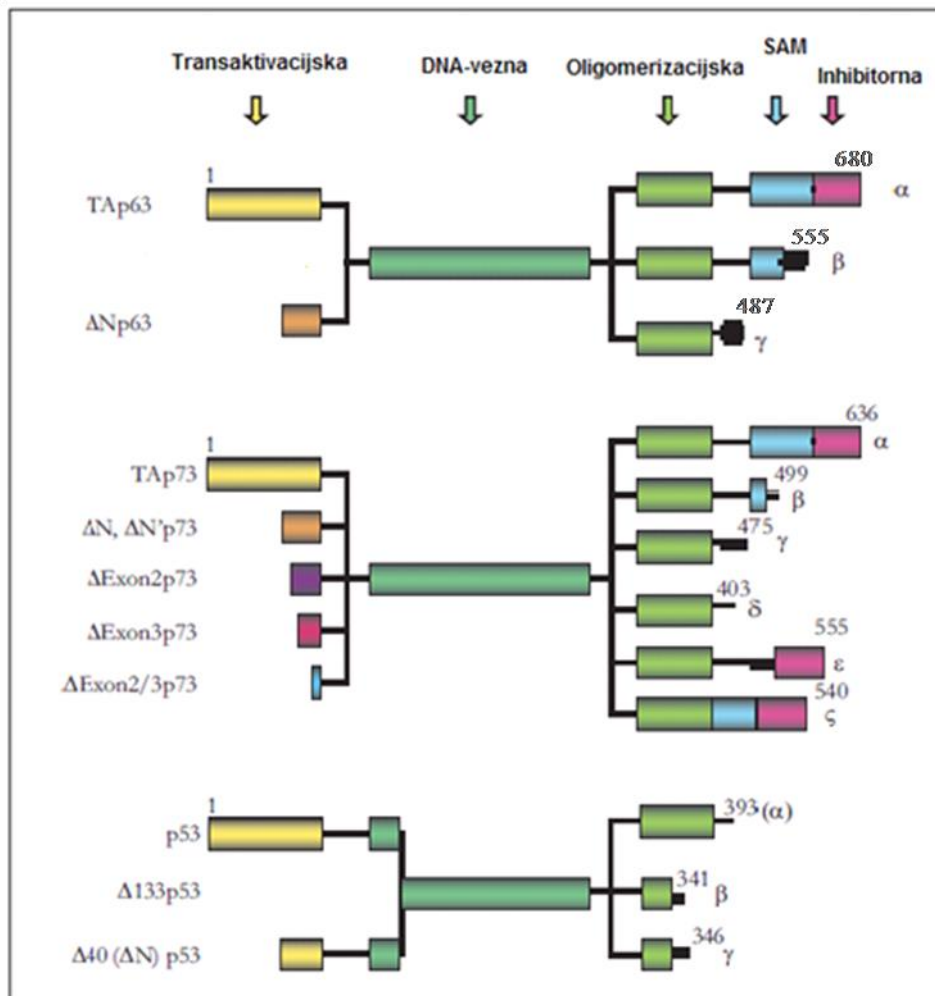 Transaktivacijska DNA-vezna Oligomerizacijska SAM Inhibitorna
1 680
TAp63 α
555
β
ΔNp63 487
γ
636
1 α
TAp73 499
β
ΔN, ΔN'p73 475
γ
ΔExon2p73 403
δ
ΔExon3p73 555
ε
ΔExon2/3p73 540
ς
1 393(α)
p53
Δ133p53 341
β
Δ40 (ΔN) p53 346
γ